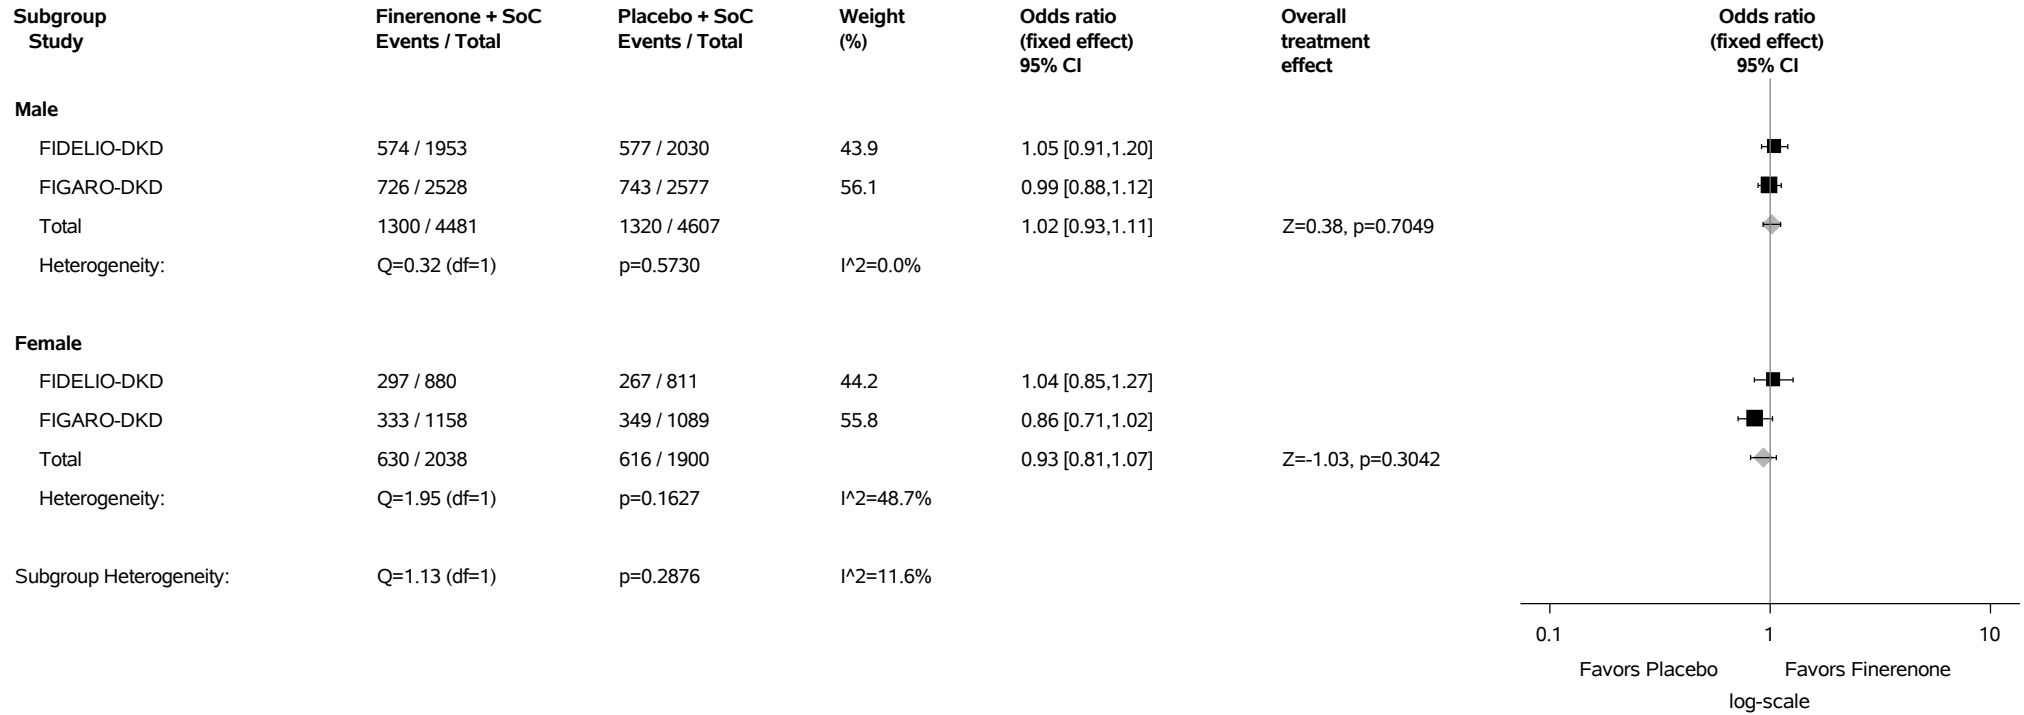 Subgroup Finerenone + SoC Placebo + SoC Weight Odds ratio Overall Odds ratio
Study Events / Total Events / Total (%) (fixed effect) treatment (fixed effect)
95% CI effect 95% CI
Male
FIDELIO-DKD 574 / 1953 577 / 2030 43.9 1.05 [0.91,1.20]
FIGARO-DKD 726 / 2528 743 / 2577 56.1 0.99 [0.88,1.12]
Total 1300 / 4481 1320 / 4607 1.02 [0.93,1.11] Z=0.38, p=0.7049
Heterogeneity: Q=0.32 (df=1) p=0.5730 I^2=0.0%
Female
FIDELIO-DKD 297 / 880 267 / 811 44.2 1.04 [0.85,1.27]
FIGARO-DKD 333 / 1158 349 / 1089 55.8 0.86 [0.71,1.02]
Total 630 / 2038 616 / 1900 0.93 [0.81,1.07] Z=-1.03, p=0.3042
Heterogeneity: Q=1.95 (df=1) p=0.1627 I^2=48.7%
Subgroup Heterogeneity: Q=1.13 (df=1) p=0.2876 I^2=11.6%
0.1 1 10
Favors Placebo Favors Finerenone
log-scale